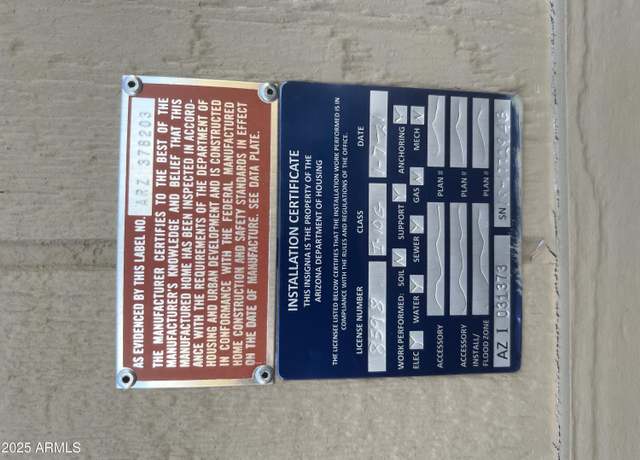 AS EVIDENCED BY THIS LABEL NO. ARZ 378203
THE MANUFACTURER CERTIFIES TO THE BEST OF THE
MANUFACTURER'S KNOWLEDGE AND BELIEF THAT THIS
MANUFACTURED HOME HAS BEEN INSPECTED IN ACCORD-
ANCE WITH THE REQUIREMENTS OF THE DEPARTMENT OF
HOUSING AND URBAN DEVELOPMENT AND IS CONSTRUCTED
IN CONFORMANCE WITH THE FEDERAL MANUFACTURED
HOME CONSTRUCTION AND SAFETY STANDARDS IN EFFECT
ON THE DATE OF MANUFACTURE. SEE DATA PLATE.
INSTALLATION CERTIFICATE
THIS INSIGNIA IS THE PROPERTY OF THE
ARIZONA DEPARTMENT OF HOUSING
THE LICENSEE LISTED BELOW CERTIFIES THAT THE INSTALLATION WORK PERFORMED IS IN
COMPLIANCE WITH THE RULES AND REGULATIONS OF THE OFFICE.
LICENSE NUMBER CLASS DATE
WORK PERFORMED: SOIL SUPPORT ANCHORING
ELEC WATER SEWER GAS MECH
ACCESSORY PLAN #
ACCESSORY PLAN #
INSTALL/
FLOOD ZONE PLAN #
AZ I 031373 SN
2025 ARMLS